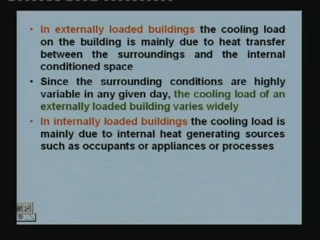 • In externally loaded buildings the cooling load
on the building is mainly due to heat transfer
between the surroundings and the internal
conditioned space
• Since the surrounding conditions are highly
variable in any given day, the cooling load of an
externally loaded building varies widely
• In internally loaded buildings the cooling load is
mainly due to internal heat generating sources
such as occupants or appliances or processes